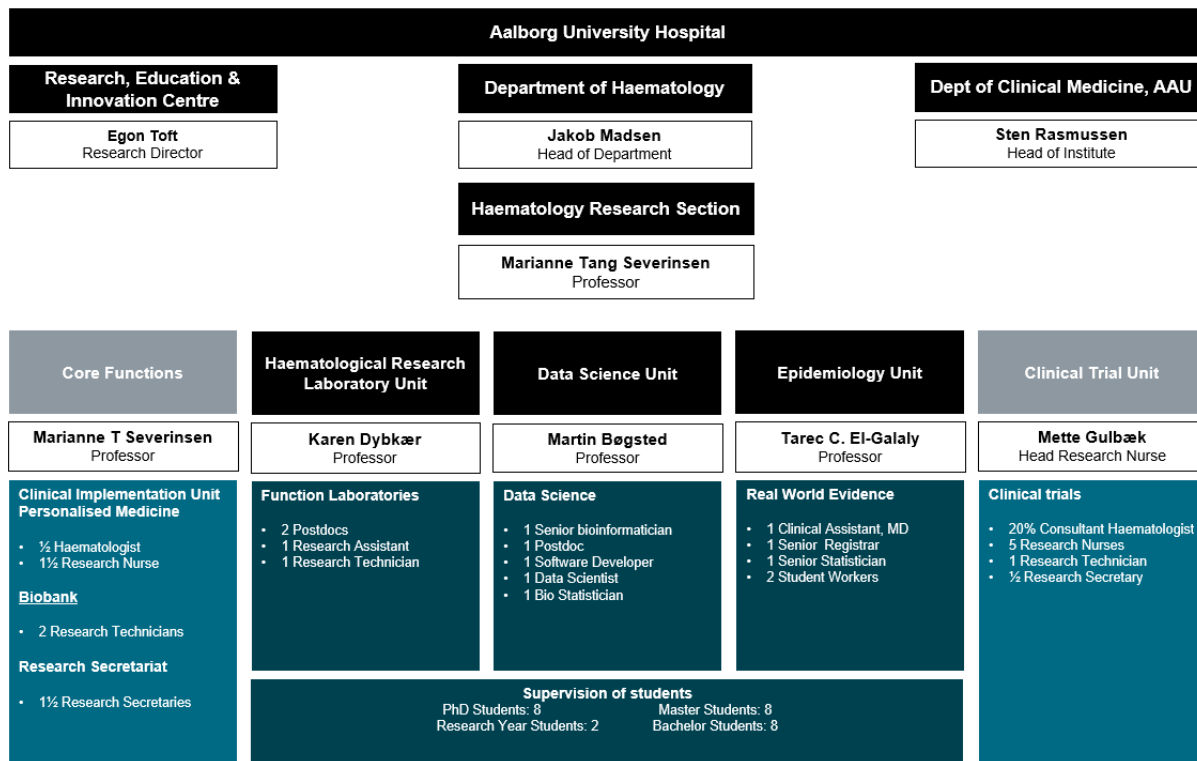 Aalborg University Hospital
Research, Education &
Innovation Centre
Egon Toft
Research Director
Department of Haematology
Jakob Madsen
Head of Department
Dept of Clinical Medicine, AAU
Sten Rasmussen
Head of Institute
Haematology Research Section
Marianne Tang Severinsen
Professor
Core Functions
Marianne T Severinsen
Professor
Clinical Implementation Unit
Personalised Medicine
• ½ Haematologist
• 1½ Research Nurse
Biobank
• 2 Research Technicians
Research Secretariat
• 1½ Research Secretaries
Haematological Research
Laboratory Unit
Karen Dybkær
Professor
Function Laboratories
• 2 Postdocs
• 1 Research Assistant
• 1 Research Technician
Data Science Unit
Martin Bøgsted
Professor
Data Science
• 1 Senior bioinformatician
• 1 Postdoc
• 1 Software Developer
• 1 Data Scientist
• 1 Bio Statistician
Epidemiology Unit
Tarec C. El-Galaly
Professor
Real World Evidence
• 1 Clinical Assistant, MD
• 1 Senior Registrar
• 1 Senior Statistician
• 2 Student Workers
Clinical Trial Unit
Mette Gulbæk
Head Research Nurse
Clinical trials
• 20% Consultant Haematologist
• 5 Research Nurses
• 1 Research Technician
• ½ Research Secretary
Supervision of students
PhD Students: 8 Master Students: 8
Research Year Students: 2 Bachelor Students: 8